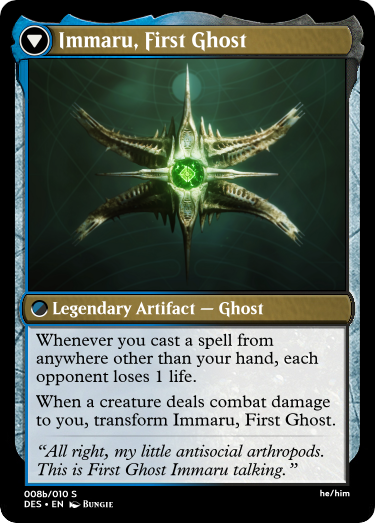 Immaru, First Ghost
Legendary Artifact — Ghost
Whenever you cast a spell from
anywhere other than your hand, each
opponent loses 1 life.
When a creature deals combat damage
to you, transform Immaru, First Ghost.
“All right, my little antisocial arthropods.
This is First Ghost Immaru talking.”
008b/010 S
he/him
DES • EN BUNGIE